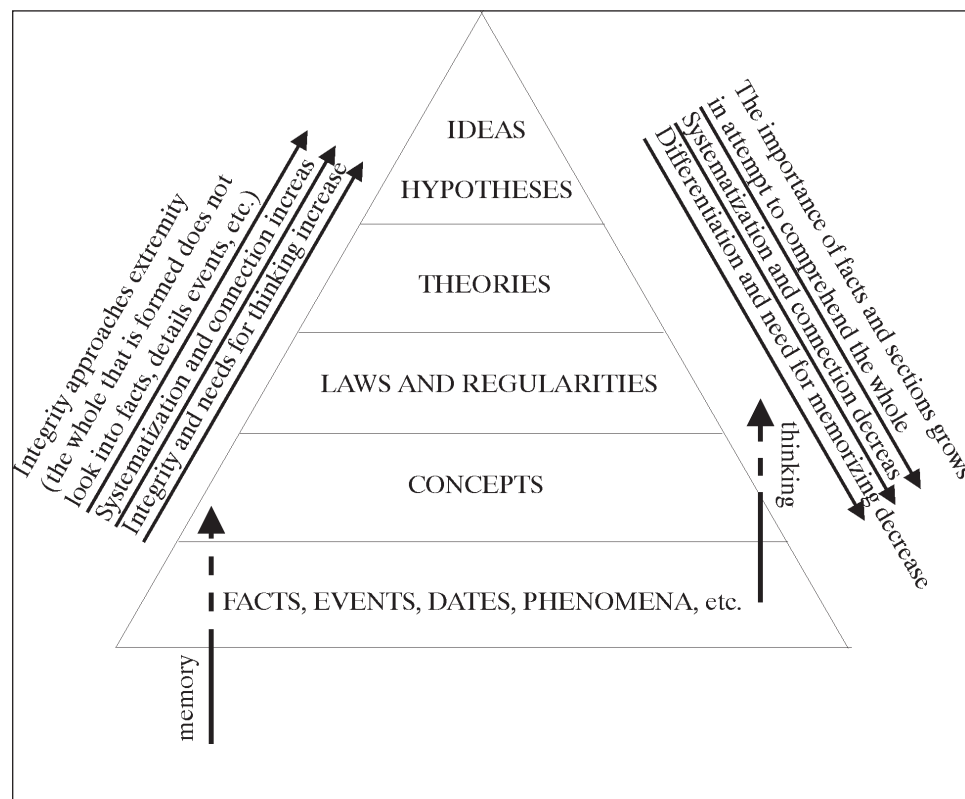 IDEAS
HYPOTHESES
THEORIES
LAWS AND REGULARITIES
CONCEPTS
FACTS, EVENTS, DATES, PHENOMENA, etc.
Integrity approaches extremity
(the whole that is formed does not
look into facts, details events, etc.)
Systematization and connection increas
Integrity and needs for thinking increase
The importance of facts and sections grows
in attempt to comprehend the whole
Systematization and connection decreas
Differentiation and need for memorizing decrease
memory
thinking